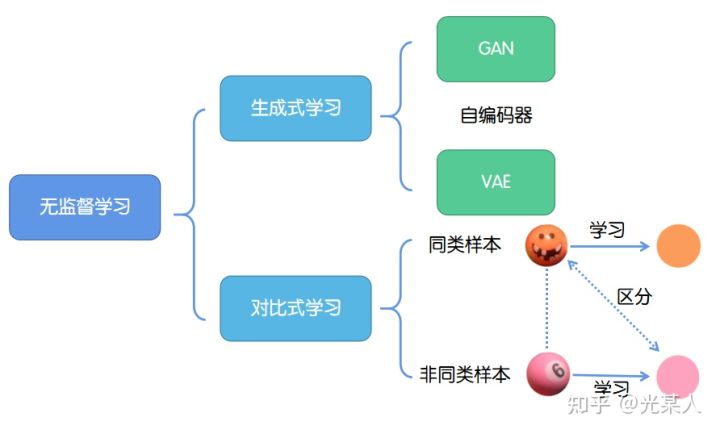 GAN
生成式学习
自编码器
VAE
无监督学习
同类样本
学习
区分
对比式学习
6
非同类样本
学习
知乎 @光某人